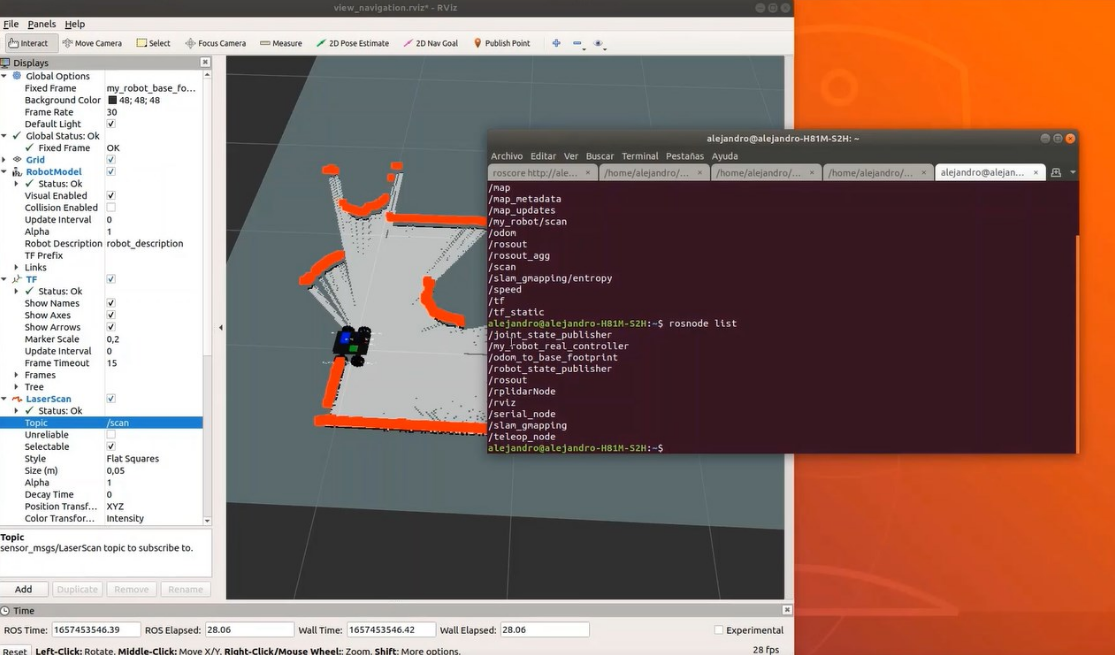 view_navigation.rviz* - RViz
File Panels Help
Interact Move Camera Select Focus Camera Measure 2D Pose Estimate 2D Nav Goal Publish Point
Displays
Global Options
Fixed Frame my_robot_base_fo...
Background Color 48; 48; 48
Frame Rate 30
Default Light
Global Status: Ok
Fixed Frame OK
Grid
RobotModel
Status: Ok
Visual Enabled
Collision Enabled
Update Interval 0
Alpha 1
Robot Description robot_description
TF Prefix
Links
TF
Status: Ok
Show Names
Show Axes
Show Arrows
Marker Scale 0,2
Update Interval 0
Frame Timeout 15
Frames
Tree
LaserScan
Status: Ok
Topic /scan
Unreliable
Selectable
Style Flat Squares
Size (m) 0,05
Alpha 1
Decay Time 0
Position Transf... XYZ
Color Transfor... Intensity
Topic
sensor_msgs/LaserScan topic to subscribe to.
Add Duplicate Remove Rename
alejandro@alejandro-H81M-S2H: ~
Archivo Editar Ver Buscar Terminal Pestañas Ayuda
roscore http://ale... /home/alejandro/... /home/alejandro/... /home/alejandro/... alejandro@alejan...
/map
/map_metadata
/map_updates
/my_robot/scan
/odom
/rosout
/rosout_agg
/scan
/slam_gmapping/entropy
/speed
/tf
/tf_static
alejandro@alejandro-H81M-S2H:~$ rosnode list
/joint_state_publisher
/my_robot_real_controller
/odom_to_base_footprint
/robot_state_publisher
/rosout
/rplidarNode
/rviz
/serial_node
/slam_gmapping
/teleop_node
alejandro@alejandro-H81M-S2H:~$
Time
ROS Time: 1657453546.39 ROS Elapsed: 28.06 Wall Time: 1657453546.42 Wall Elapsed: 28.06 Experimental
Reset Left-Click: Rotate. Middle-Click: Move X/Y. Right-Click/Mouse Wheel:: Zoom. Shift: More options. 28 fps